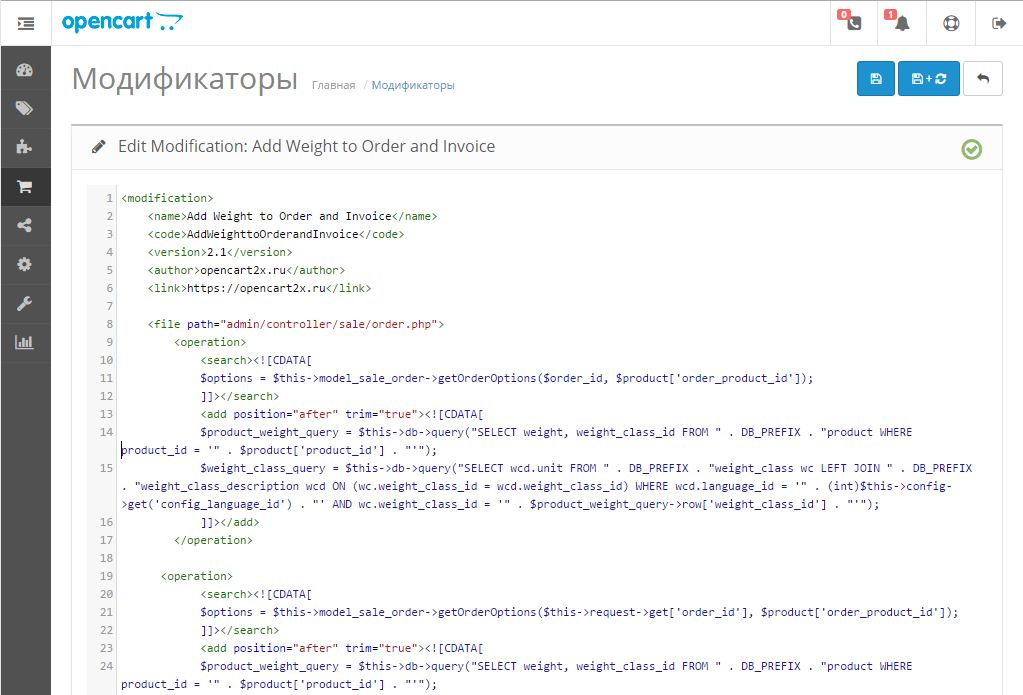 opencart
0
1
Модификаторы
Главная / Модификаторы
+
Edit Modification: Add Weight to Order and Invoice
1 <modification>
2 <name>Add Weight to Order and Invoice</name>
3 <code>AddWeighttoOrderandInvoice</code>
4 <version>2.1</version>
5 <author>opencart2x.ru</author>
6 <link>https://opencart2x.ru</link>
7
8 <file path="admin/controller/sale/order.php">
9 <operation>
10 <search><![CDATA[
11 $options = $this->model_sale_order->getOrderOptions($order_id, $product['order_product_id']);
12 ]]></search>
13 <add position="after" trim="true"><![CDATA[
14 $product_weight_query = $this->db->query("SELECT weight, weight_class_id FROM " . DB_PREFIX . "product WHERE
product_id = '" . $product['product_id'] . "'");
15 $weight_class_query = $this->db->query("SELECT wcd.unit FROM " . DB_PREFIX . "weight_class wc LEFT JOIN " . DB_PREFIX
. "weight_class_description wcd ON (wc.weight_class_id = wcd.weight_class_id) WHERE wcd.language_id = '" . (int)$this->config-
>get('config_language_id') . "' AND wc.weight_class_id = '" . $product_weight_query->row['weight_class_id'] . "'");
16 ]]></add>
17 </operation>
18
19 <operation>
20 <search><![CDATA[
21 $options = $this->model_sale_order->getOrderOptions($this->request->get['order_id'], $product['order_product_id']);
22 ]]></search>
23 <add position="after" trim="true"><![CDATA[
24 $product_weight_query = $this->db->query("SELECT weight, weight_class_id FROM " . DB_PREFIX . "product WHERE
product_id = '" . $product['product_id'] . "'");